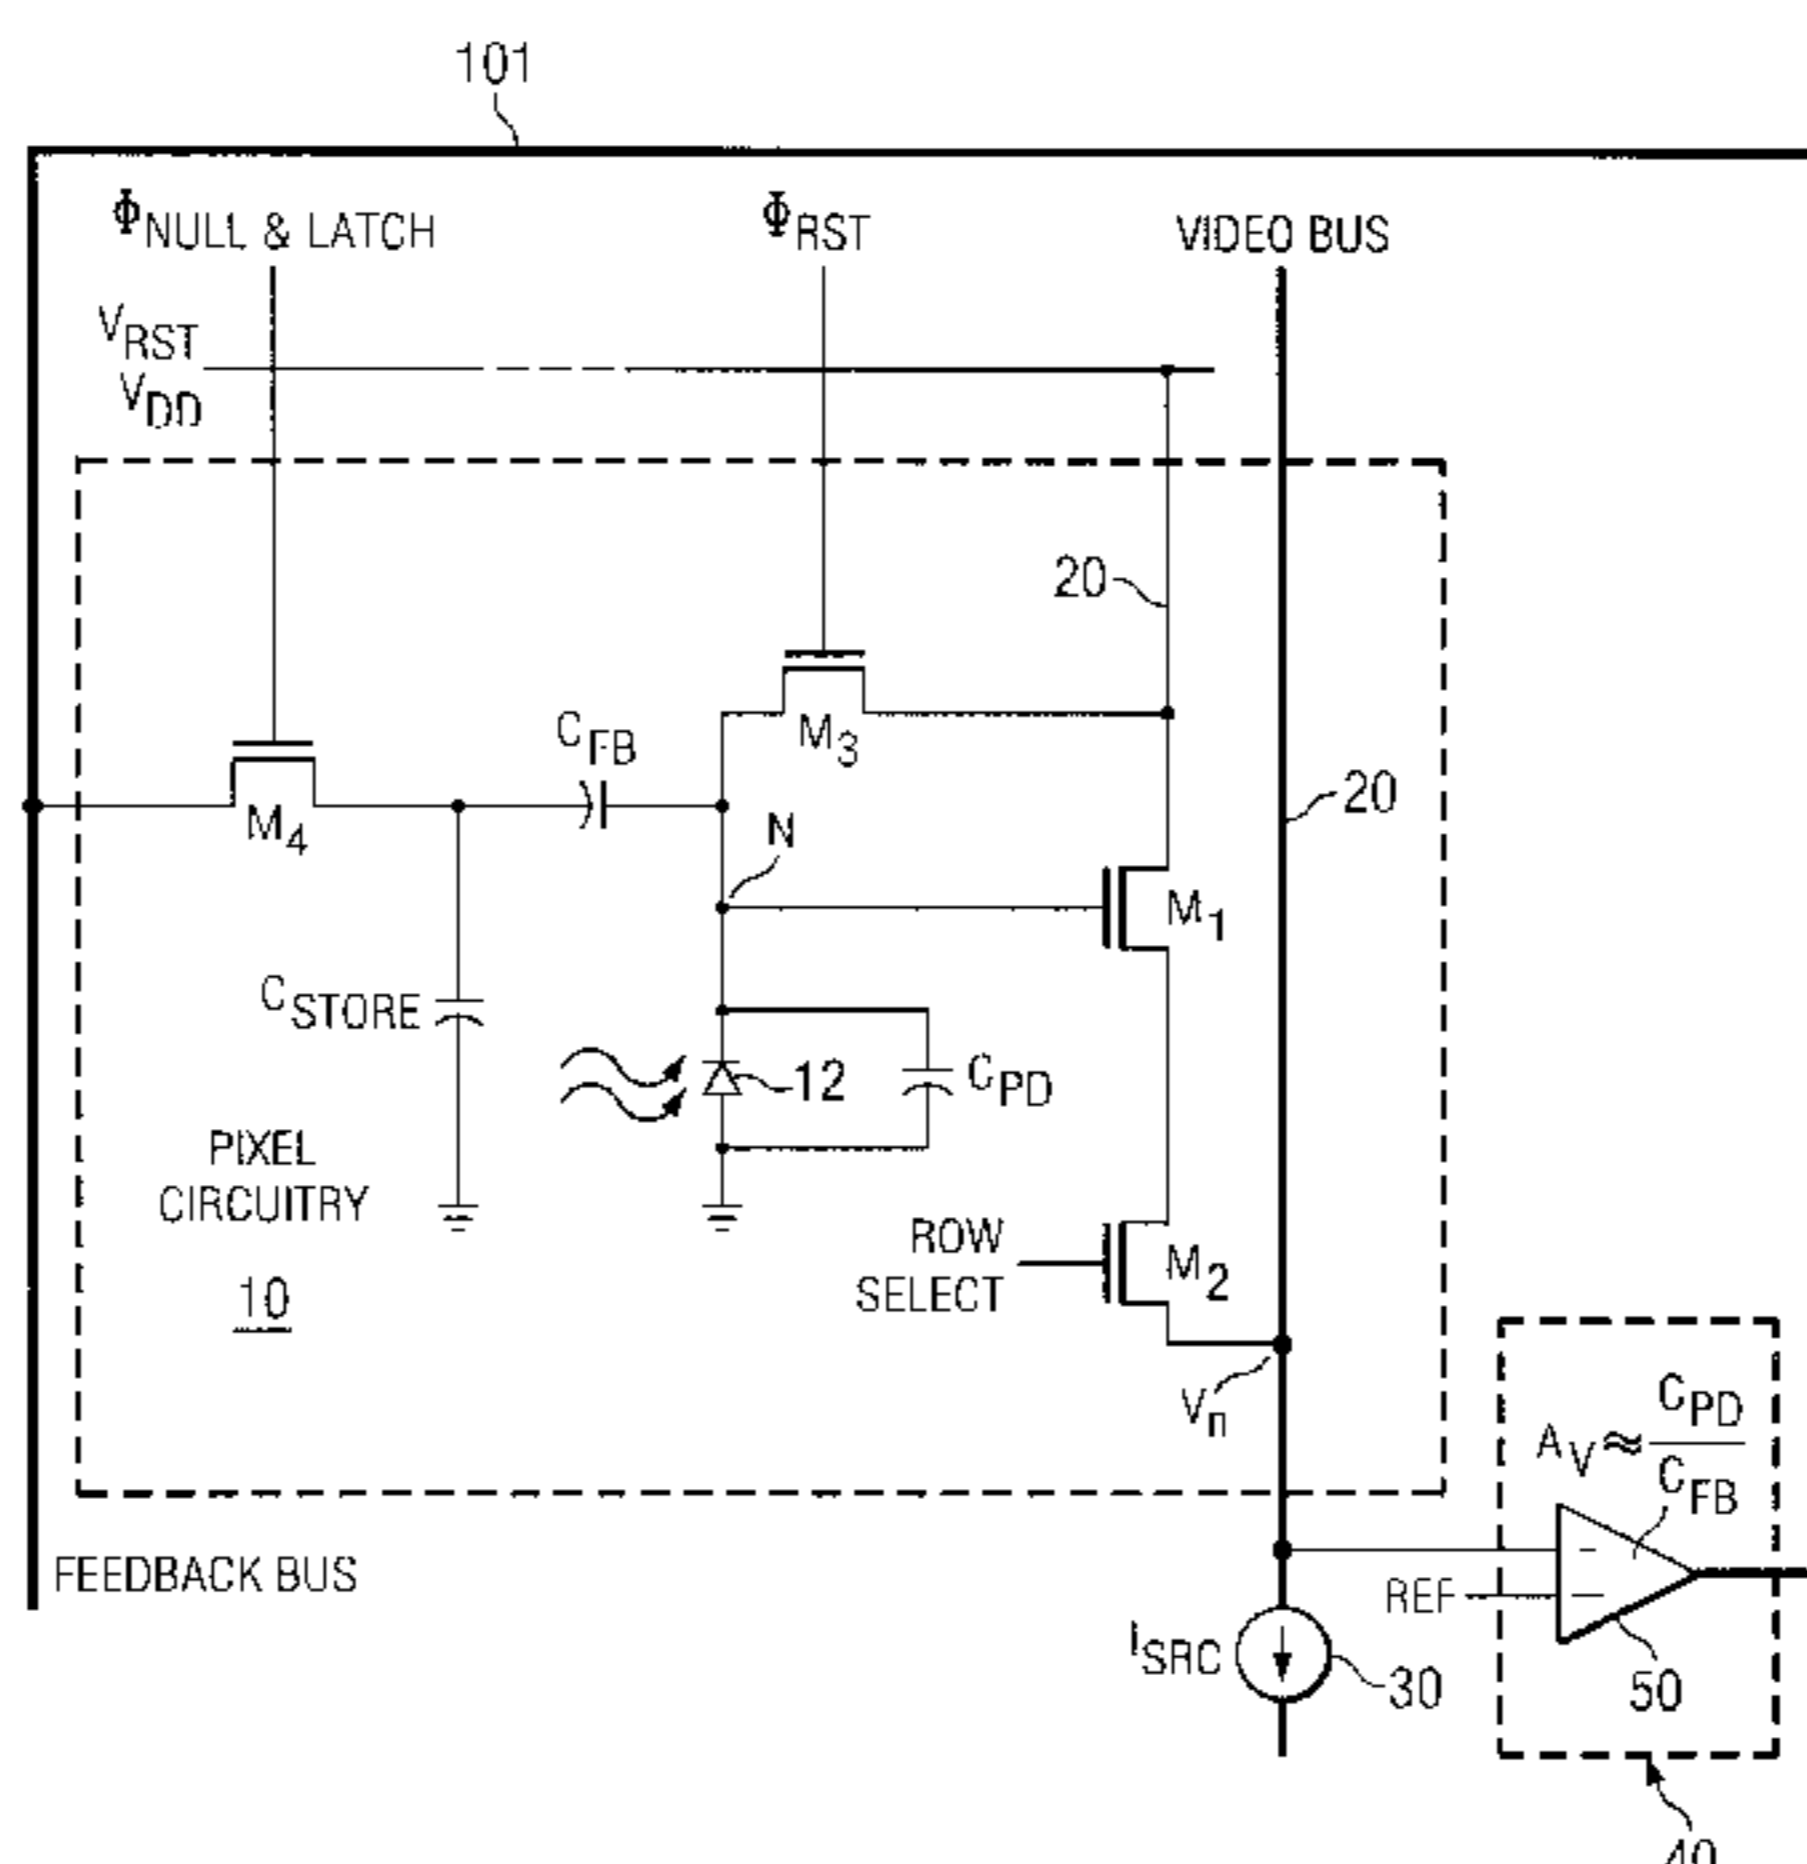 101
ΦNULL & LATCH
ΦRST
VIDEO BUS
VRST
VDD
20
M3
CFB
20
M4
N
M1
CSTORE
12
CPD
PIXEL
CIRCUITRY
10
ROW
SELECT
M2
Vn
AV≈CPD
CFB
FEEDBACK BUS
REF
−
−
ISRC
30
50
40